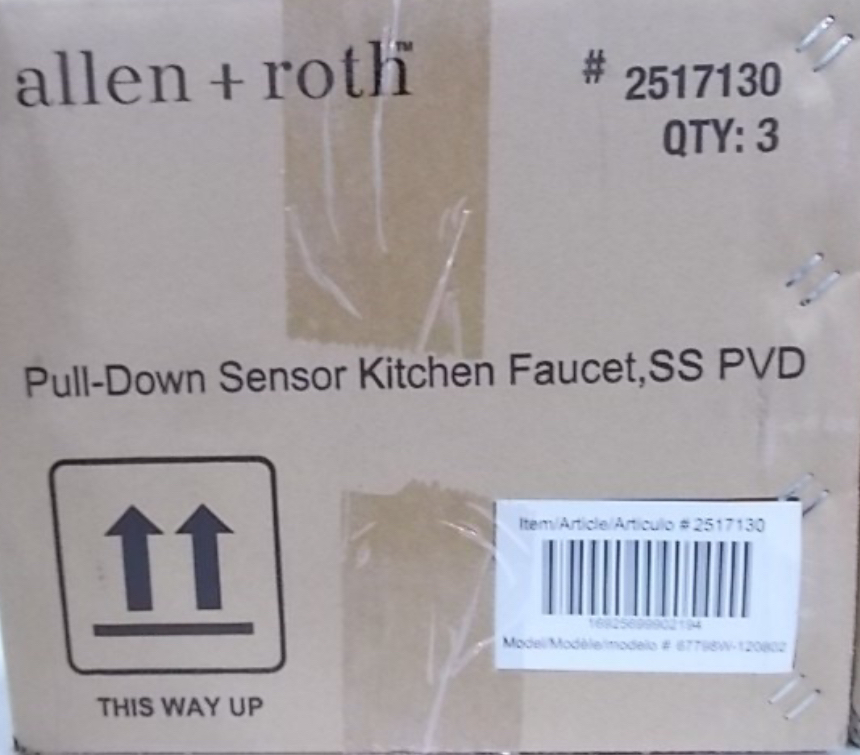 allen + roth™
# 2517130
QTY: 3
Pull-Down Sensor Kitchen Faucet,SS PVD
THIS WAY UP
Item/Article/Articulo # 2517130
16925699902194
Model/Modèle/modelo # 67798W-120802